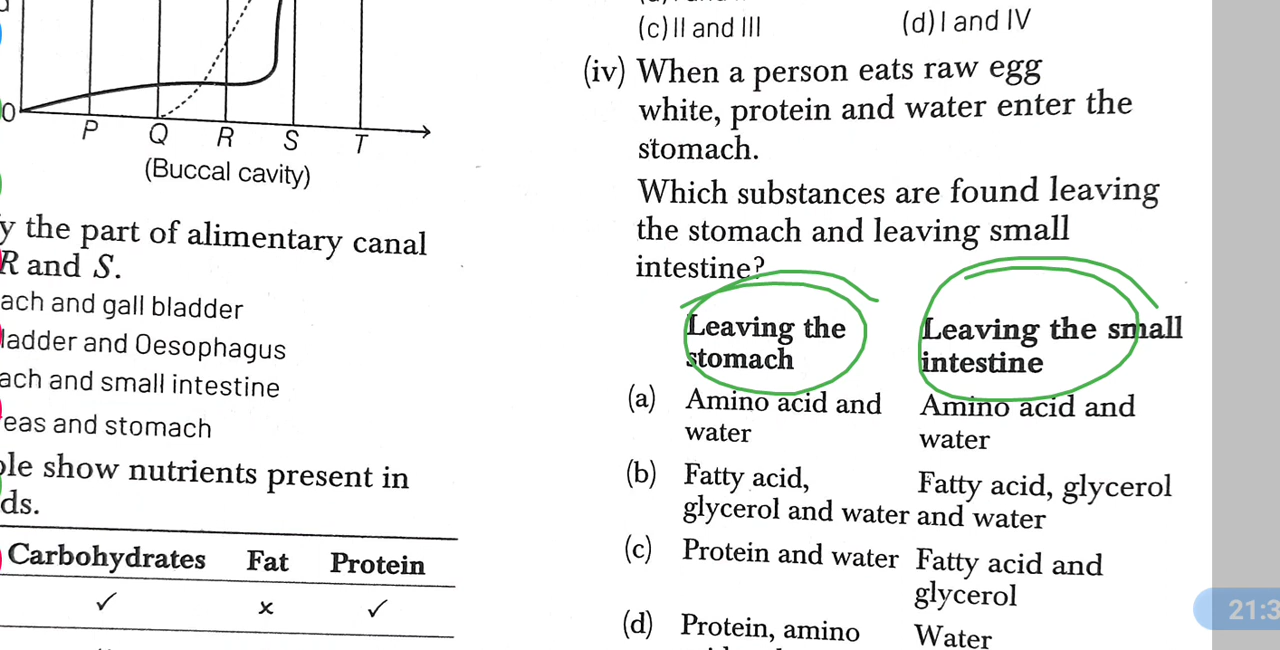 0
P Q R S T
(Buccal cavity)
y the part of alimentary canal
R and S.
ach and gall bladder
ladder and Oesophagus
ach and small intestine
eas and stomach
ole show nutrients present in
ds.
Carbohydrates Fat Protein
✓ x ✓
(c) II and III (d) I and IV
(iv) When a person eats raw egg
white, protein and water enter the
stomach.
Which substances are found leaving
the stomach and leaving small
intestine?
Leaving the Leaving the small
stomach intestine
(a) Amino acid and Amino acid and
water water
(b) Fatty acid, Fatty acid, glycerol
glycerol and water and water
(c) Protein and water Fatty acid and
glycerol
(d) Protein, amino Water
21:3